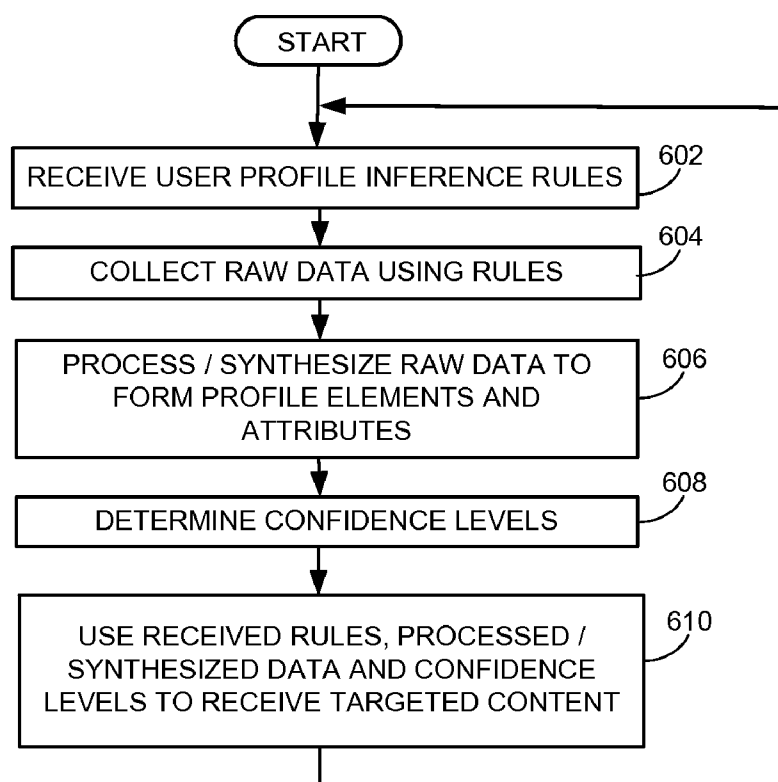 START
RECEIVE USER PROFILE INFERENCE RULES
602
COLLECT RAW DATA USING RULES
604
PROCESS / SYNTHESIZE RAW DATA TO
FORM PROFILE ELEMENTS AND
ATTRIBUTES
606
DETERMINE CONFIDENCE LEVELS
608
USE RECEIVED RULES, PROCESSED /
SYNTHESIZED DATA AND CONFIDENCE
LEVELS TO RECEIVE TARGETED CONTENT
610